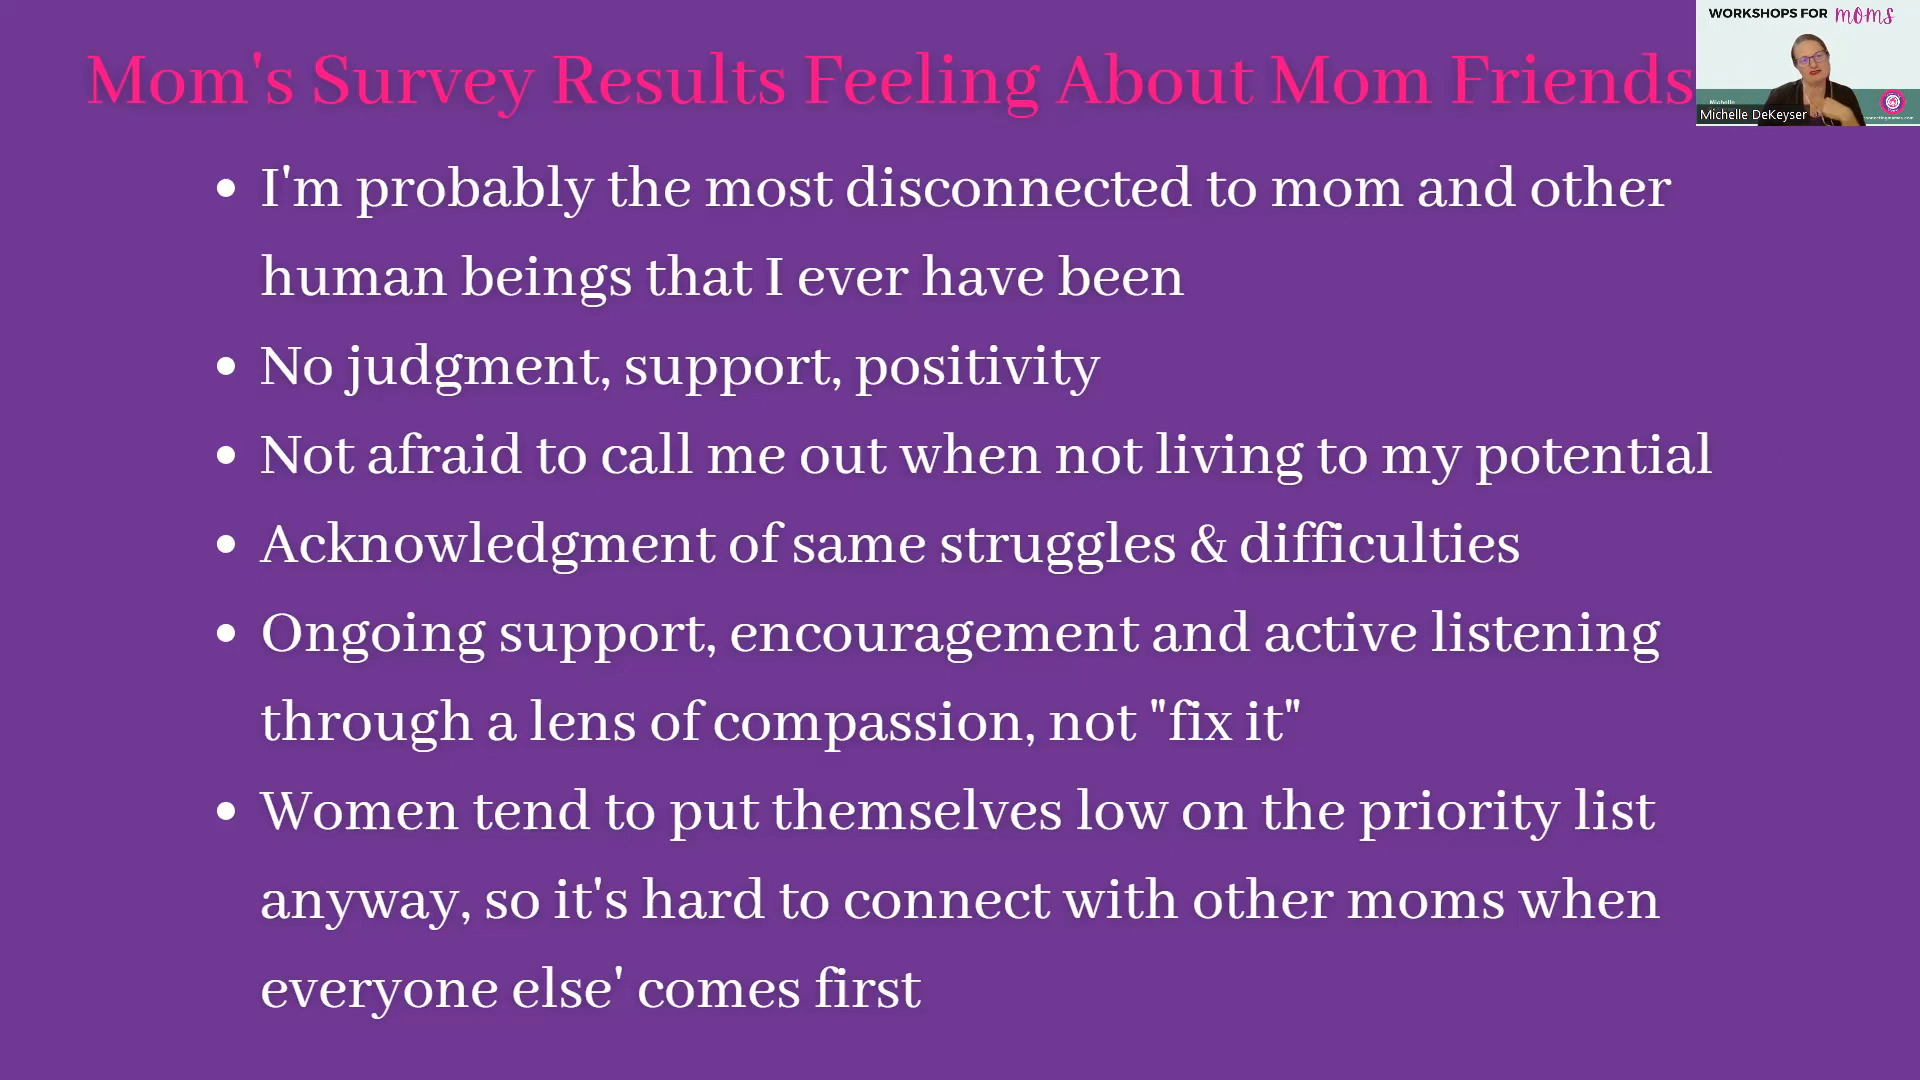 WORKSHOPS FOR moms
Mom's Survey Results Feeling About Mom Friends
Michelle
Michelle DeKeyser
connectingmamas.com
• I'm probably the most disconnected to mom and other
human beings that I ever have been
• No judgment, support, positivity
• Not afraid to call me out when not living to my potential
• Acknowledgment of same struggles & difficulties
• Ongoing support, encouragement and active listening
through a lens of compassion, not "fix it"
• Women tend to put themselves low on the priority list
anyway, so it's hard to connect with other moms when
everyone else' comes first